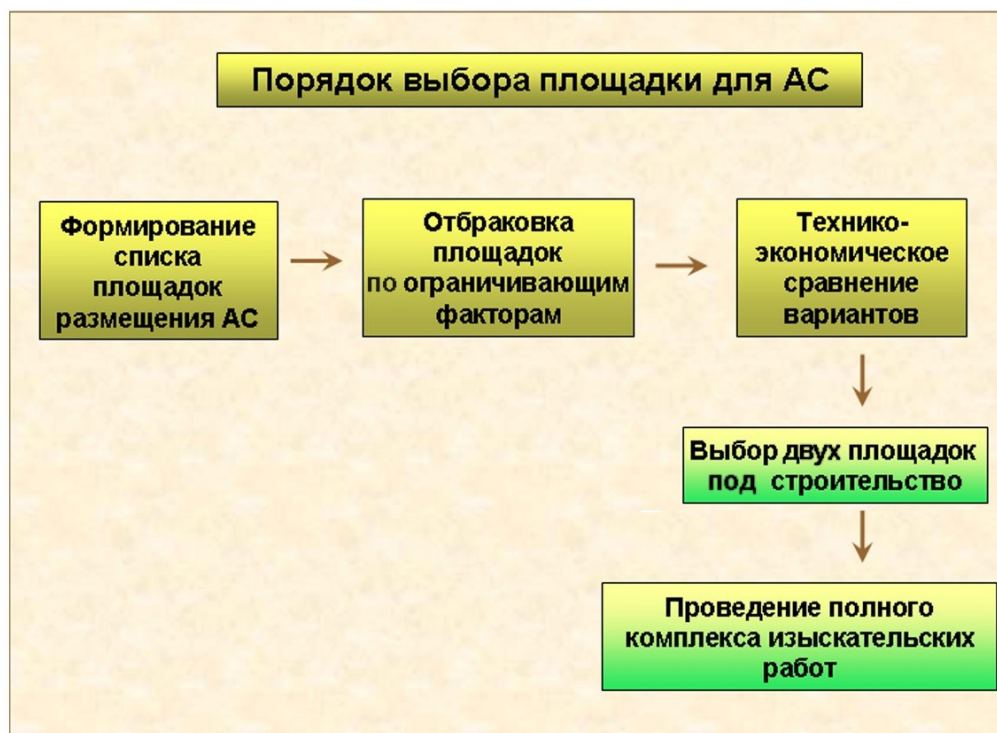 Порядок выбора площадки для АС
Формирование
списка
площадок
размещения АС
Отбраковка
площадок
по ограничивающим
факторам
Технико-
экономическое
сравнение
вариантов
Выбор двух площадок
под строительство
Проведение полного
комплекса изыскательских
работ